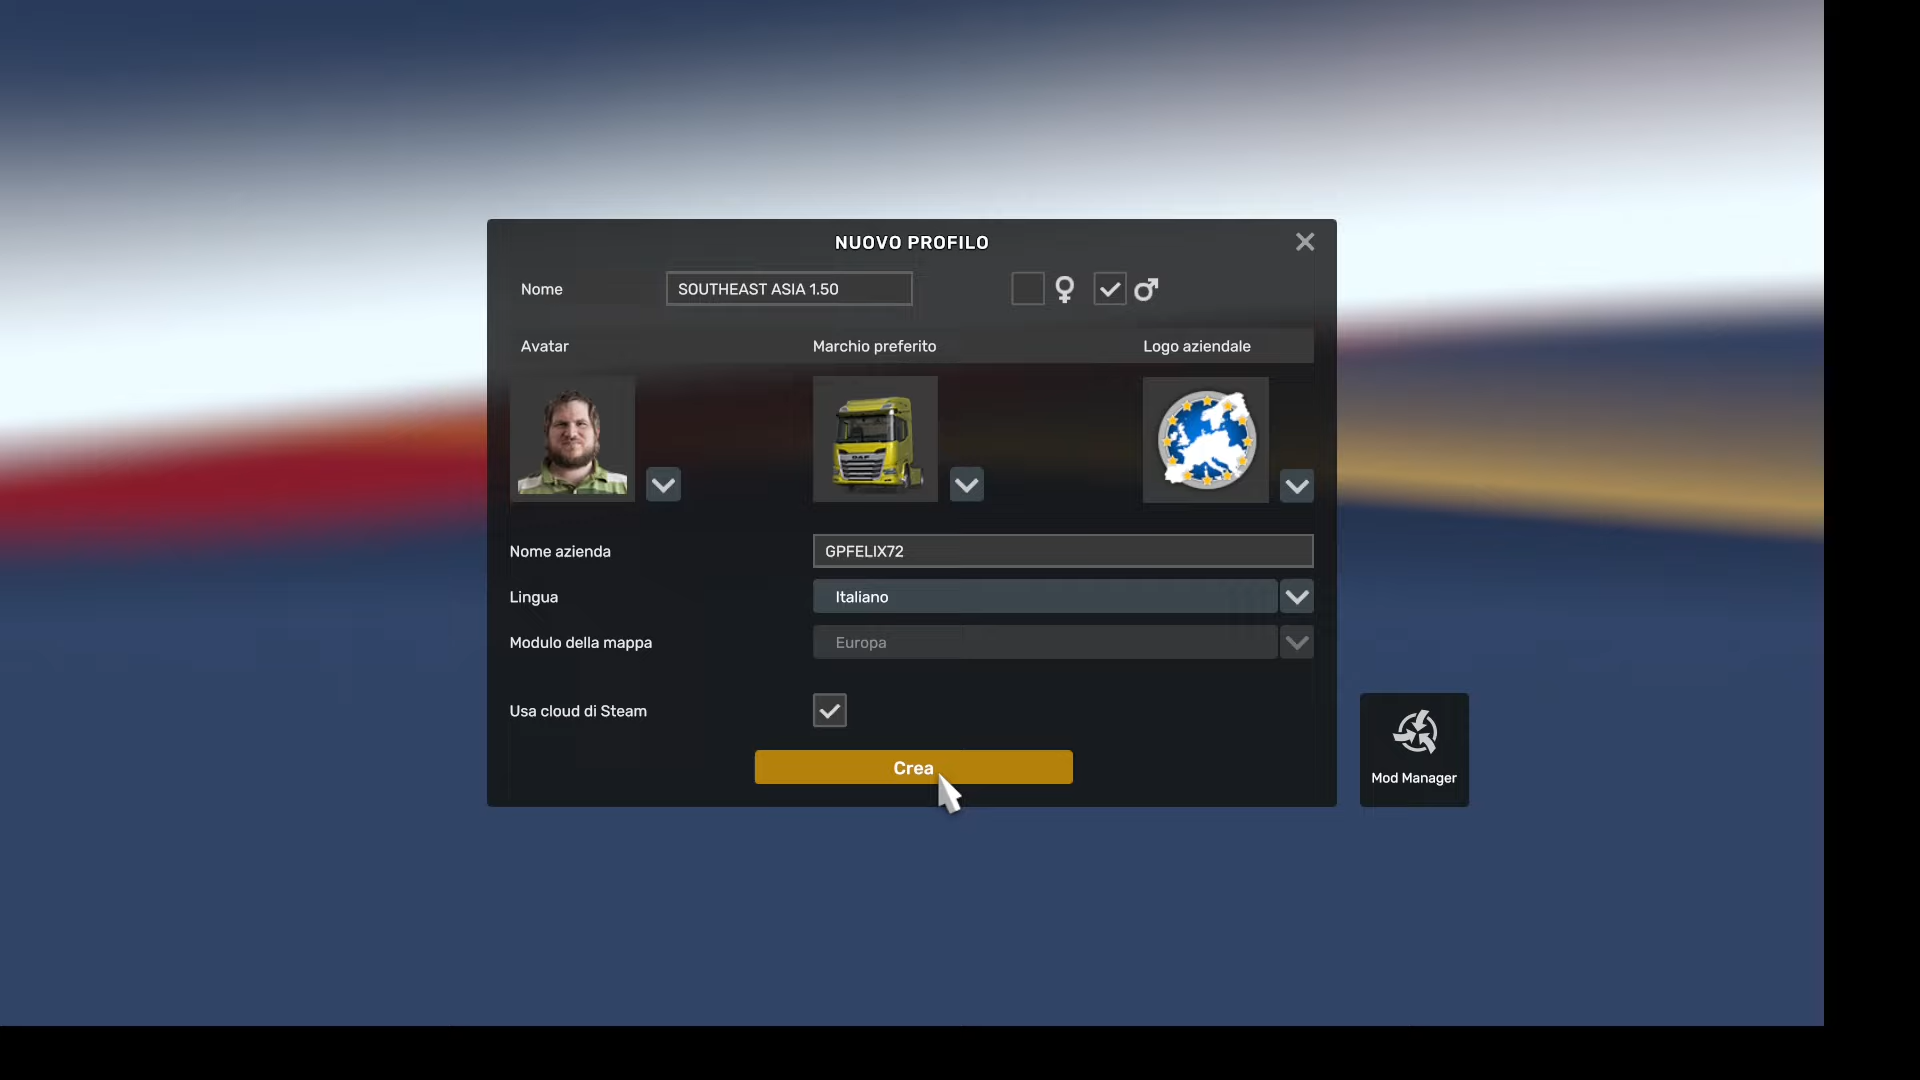 NUOVO PROFILO
Nome
SOUTHEAST ASIA 1.50
Avatar
Marchio preferito
Logo aziendale
DAF
Nome azienda
GPFELIX72
Lingua
Italiano
Modulo della mappa
Europa
Usa cloud di Steam
Crea
Mod Manager